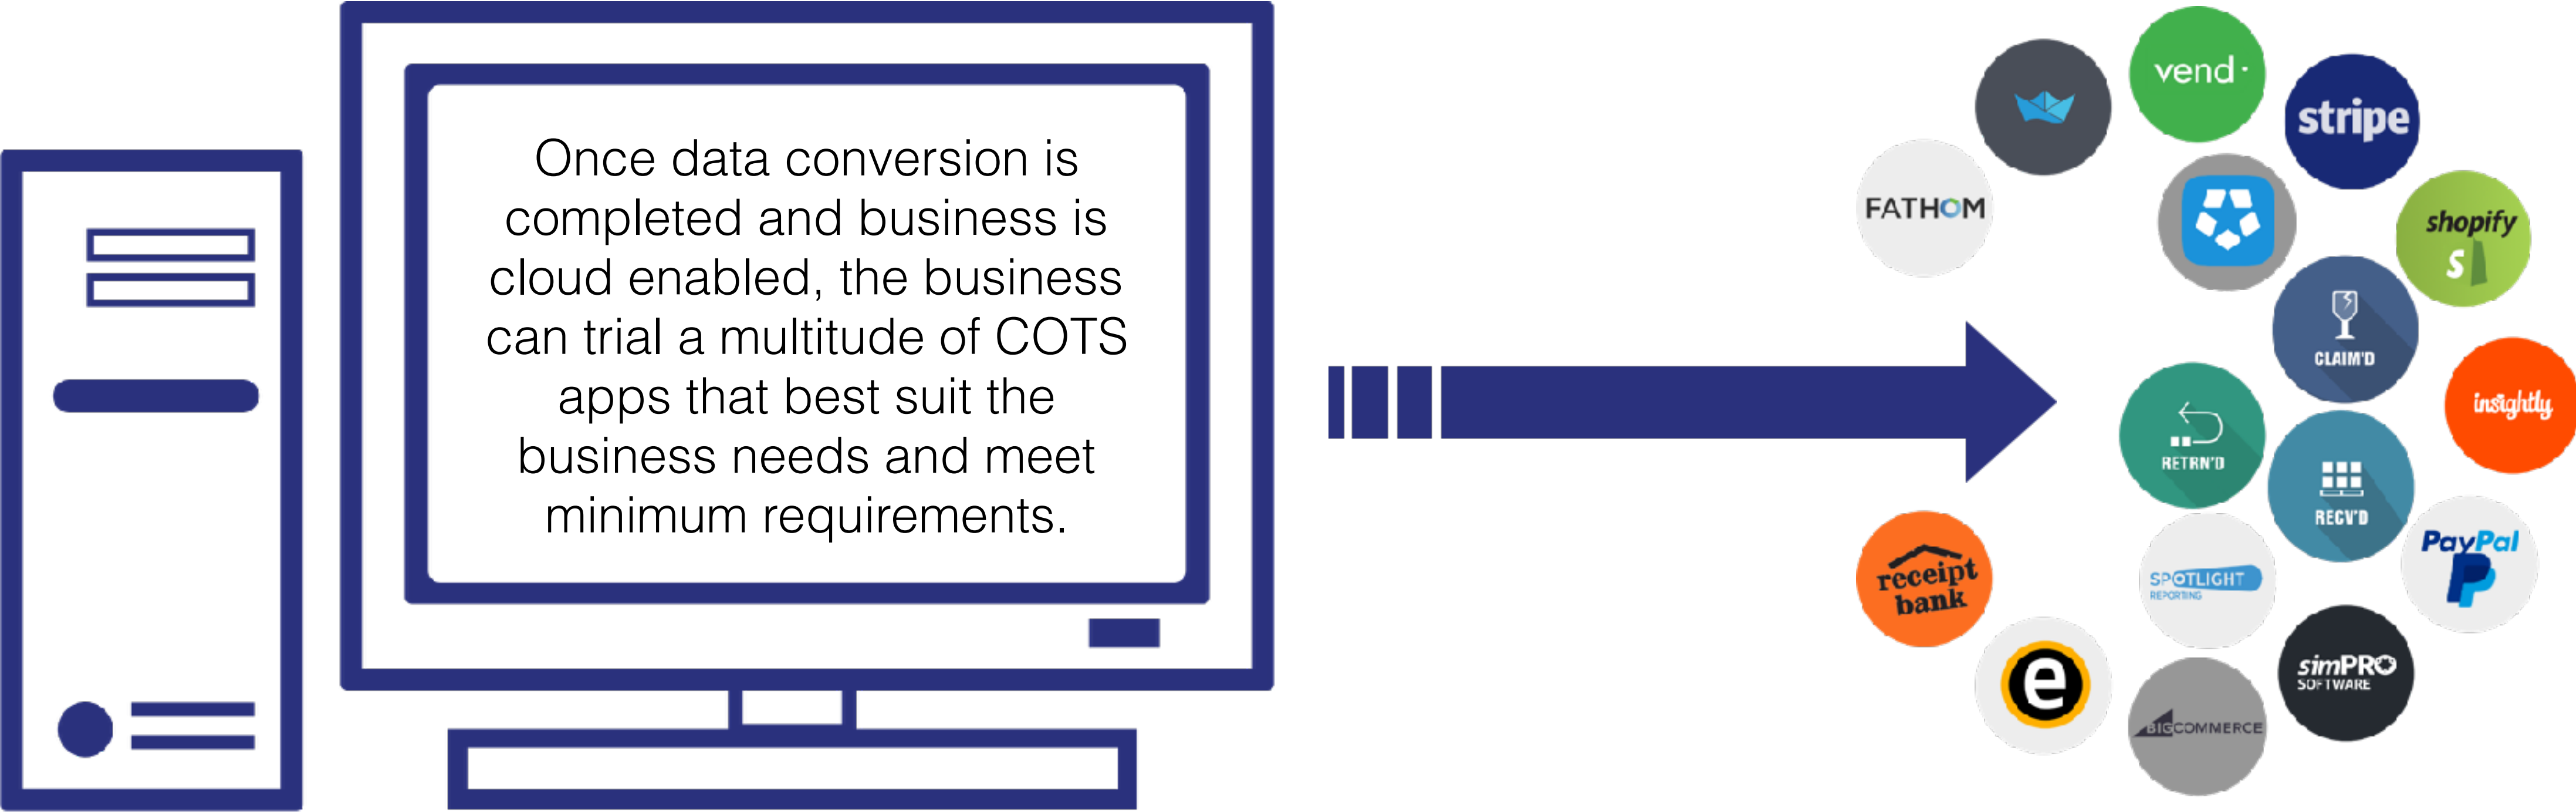 Once data conversion is
completed and business is
cloud enabled, the business
can trial a multitude of COTS
apps that best suit the
business needs and meet
minimum requirements.
vend
stripe
FATHOM
shopify
S
CLAIM'D
insightly
RETRN'D
RECV'D
PayPal
P
receipt
bank
SPOTLIGHT
REPORTING
simPRO
SOFTWARE
e
BIGCOMMERCE